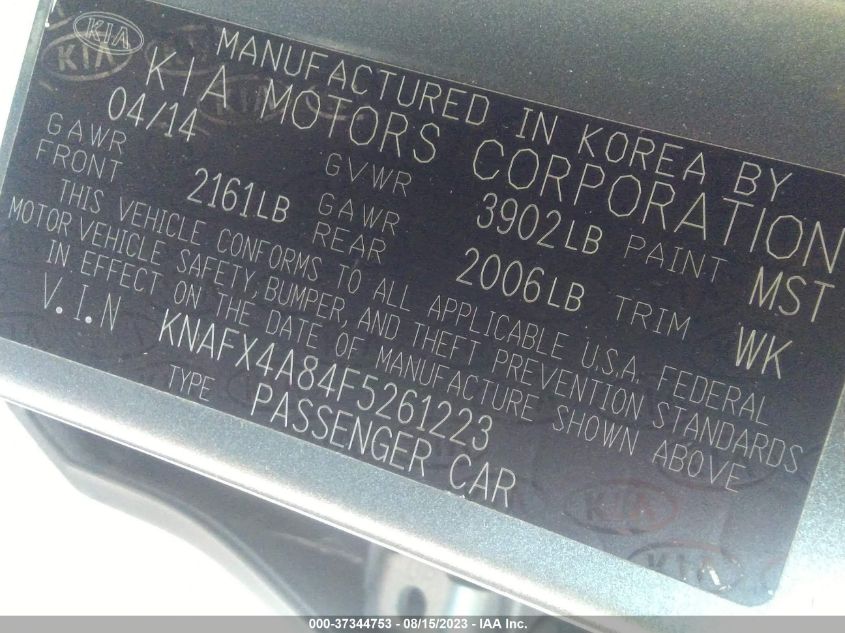 KIA
MANUFACTURED IN KOREA BY
KIA MOTORS CORPORATION
04/14 GVWR 3902LB PAINT MST
GAWR FRONT 2161LB GAWR REAR 2006LB TRIM WK
THIS VEHICLE CONFORMS TO ALL APPLICABLE U.S.A. FEDERAL
MOTOR VEHICLE SAFETY, BUMPER, AND THEFT PREVENTION STANDARDS
IN EFFECT ON THE DATE OF MANUFACTURE SHOWN ABOVE
V.I.N KNAFX4A84F5261223
TYPE PASSENGER CAR
000-37344753 - 08/15/2023 - IAA Inc.